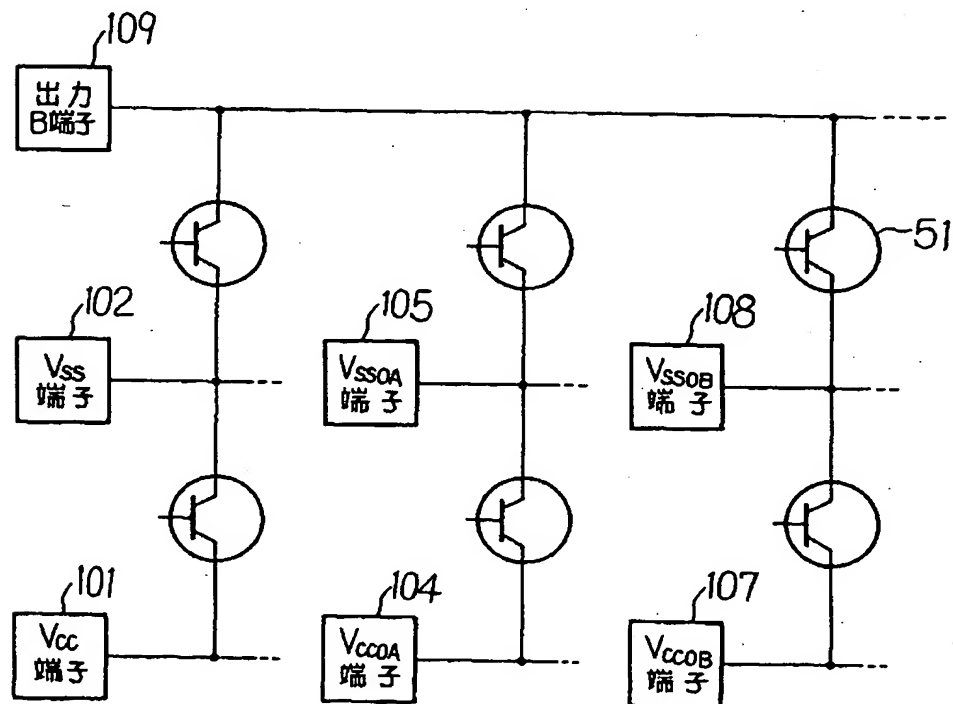 109
出力
B端子
51
102
105
108
VSS
端子
VSSOA
端子
VSSOB
端子
101
104
107
VCC
端子
VCCOA
端子
VCCOB
端子